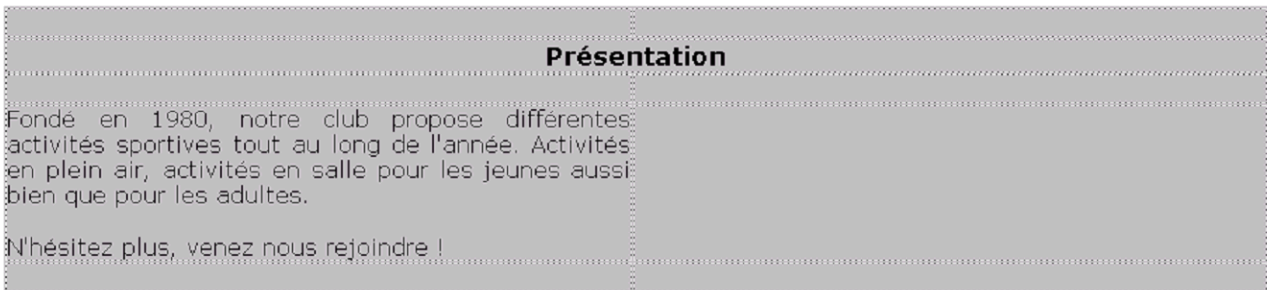 Présentation
Fondé en 1980, notre club propose différentes
activités sportives tout au long de l'année. Activités
en plein air, activités en salle pour les jeunes aussi
bien que pour les adultes.
N'hésitez plus, venez nous rejoindre !